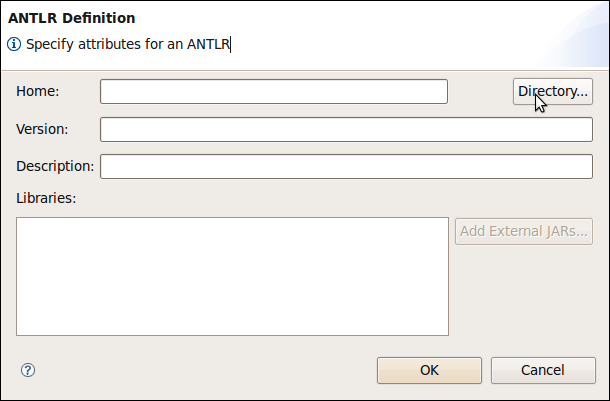 ANTLR Definition
Specify attributes for an ANTLR
Home:
Directory...
Version:
Description:
Libraries:
Add External JARs...
OK
Cancel